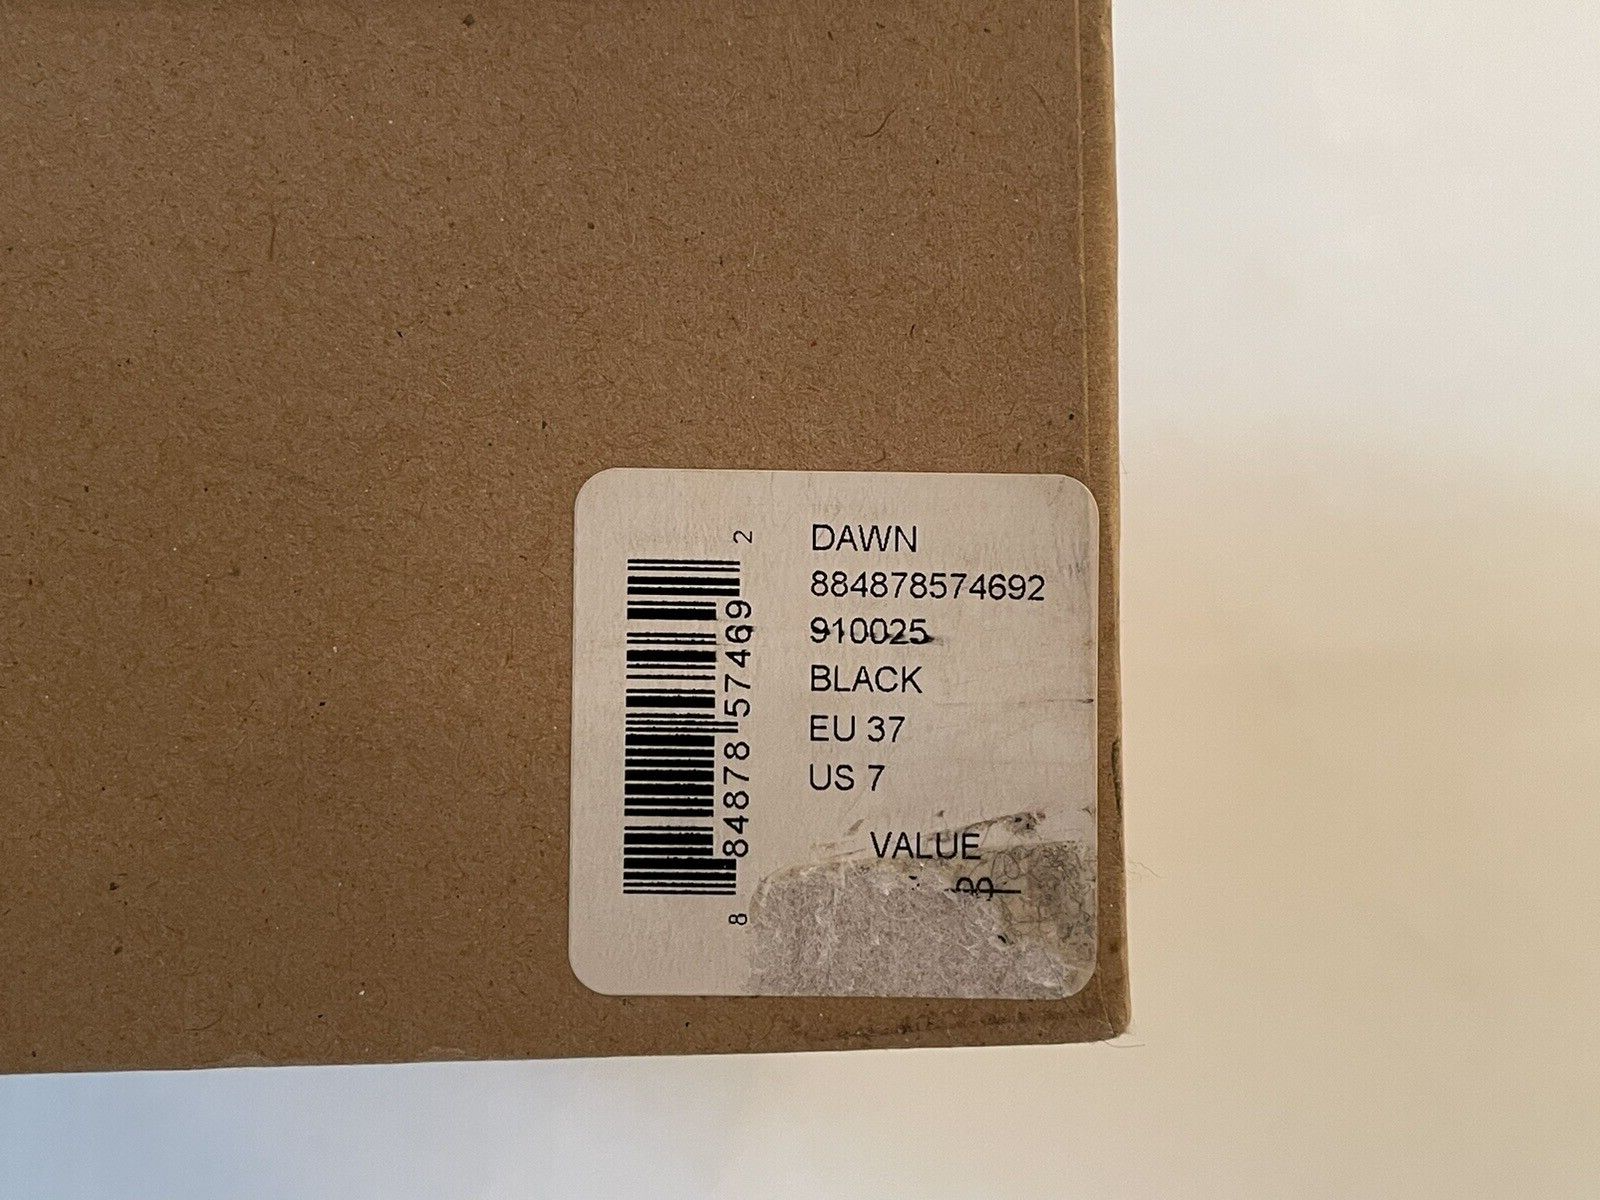 DAWN
884878574692
910025
BLACK
EU 37
US 7
VALUE
8 84878 57469 2